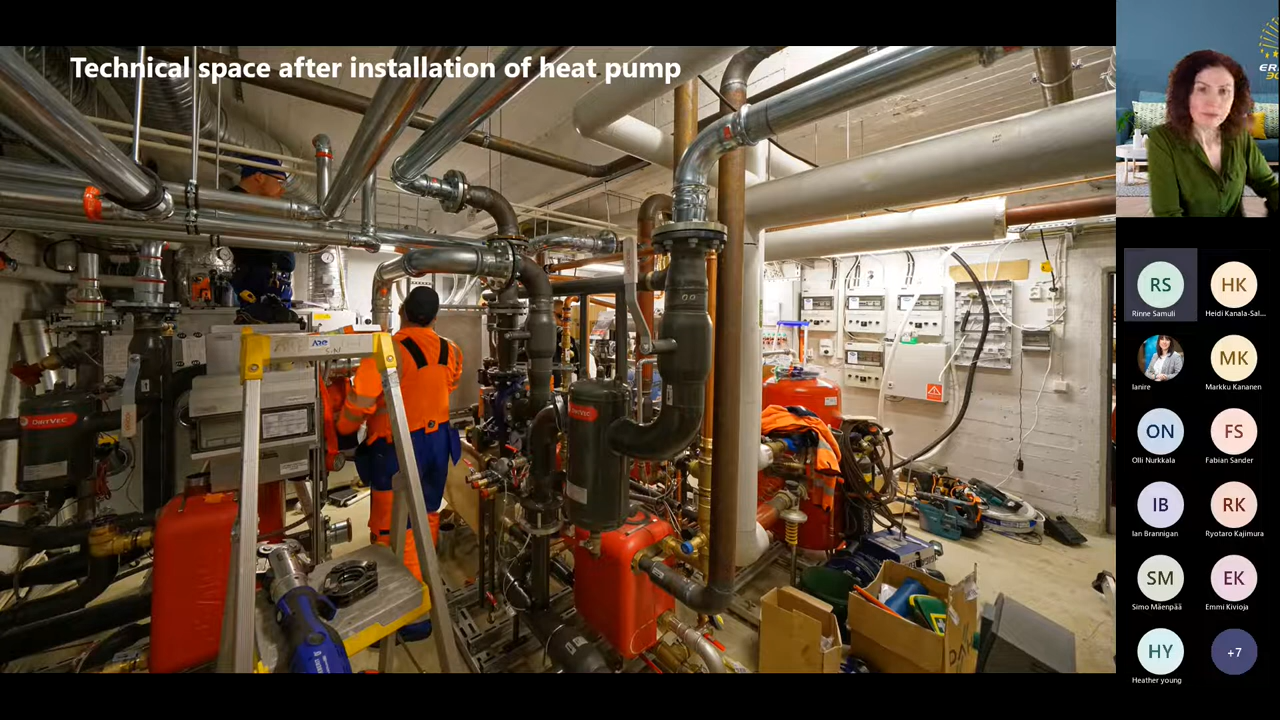 Technical space after installation of heat pump
RS
Rinne Samuli
HK
Heidi Kanala-Sal...
Ianire
MK
Markku Kananen
ON
Olli Nurkkala
FS
Fabian Sander
IB
Ian Brannigan
RK
Ryotaro Kajimura
SM
Simo Mäenpää
EK
Emmi Kivioja
HY
Heather young
+7
DIRTVEC